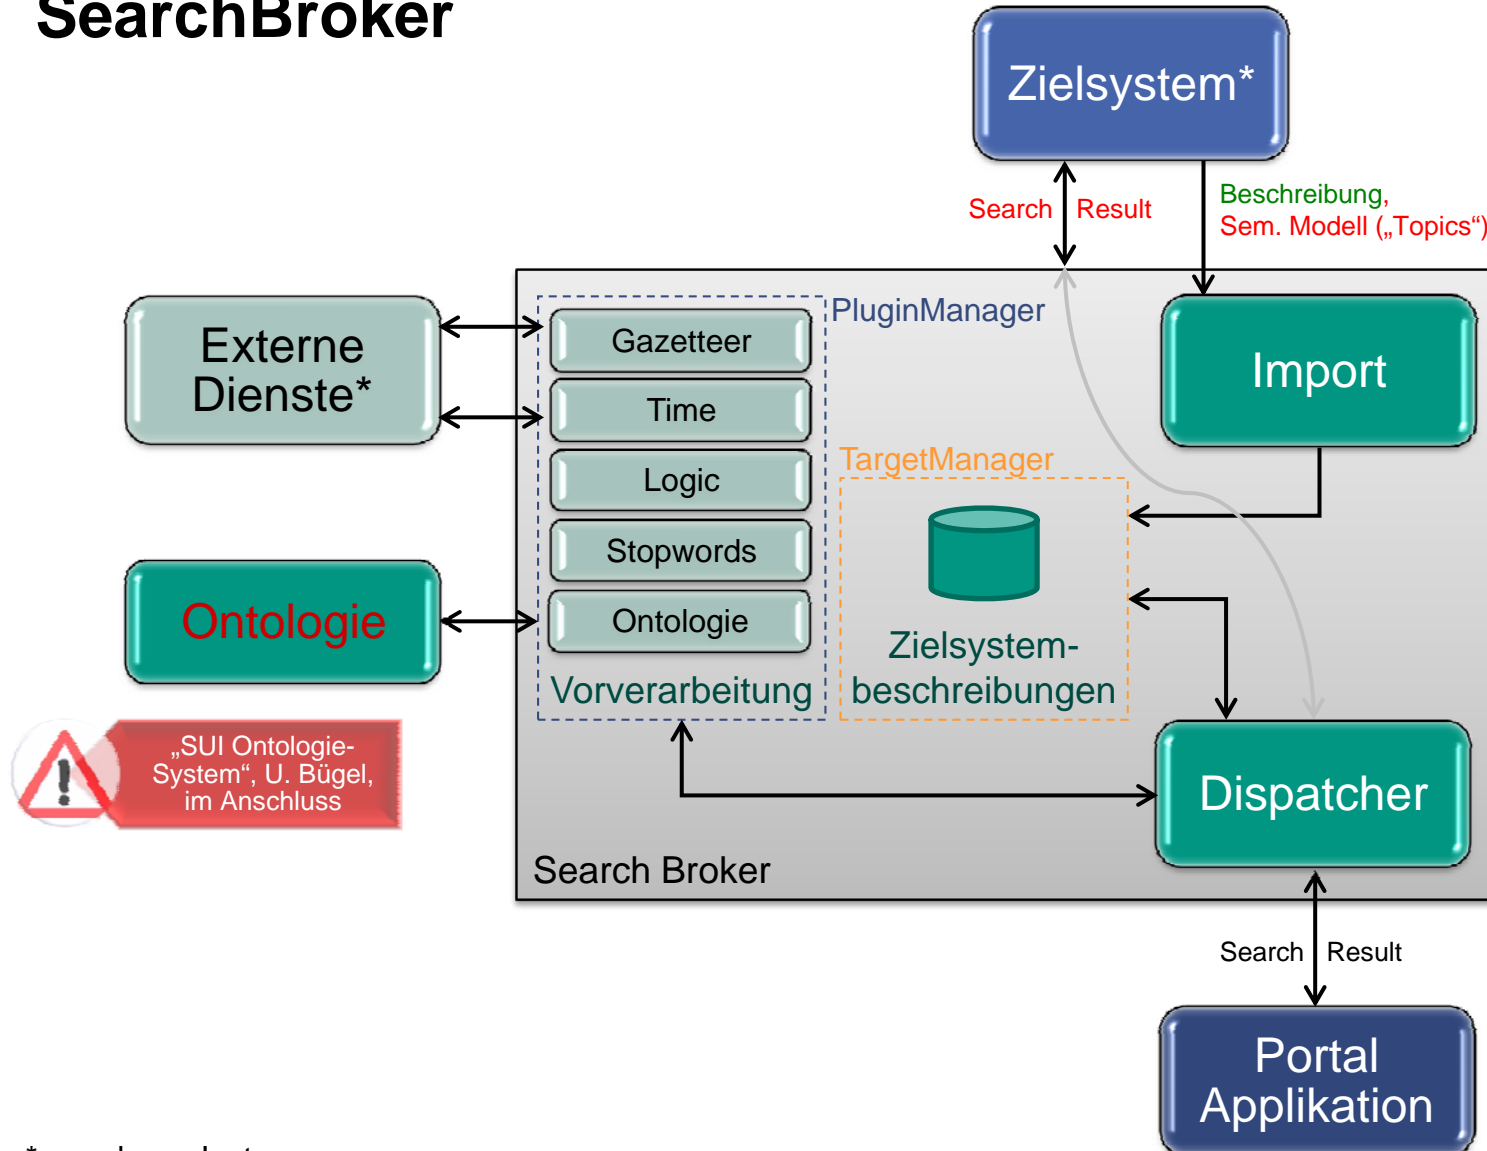 SearchBroker
Zielsystem*
Search Result
Beschreibung,
Sem. Modell („Topics“)
Externe
Dienste*
PluginManager
Gazetteer
Time
Logic
Stopwords
Ontologie
Vorverarbeitung
Import
TargetManager
Zielsystem-
beschreibungen
Ontologie
„SUI Ontologie-
System“, U. Bügel,
im Anschluss
Dispatcher
Search Broker
Search Result
Portal
Applikation